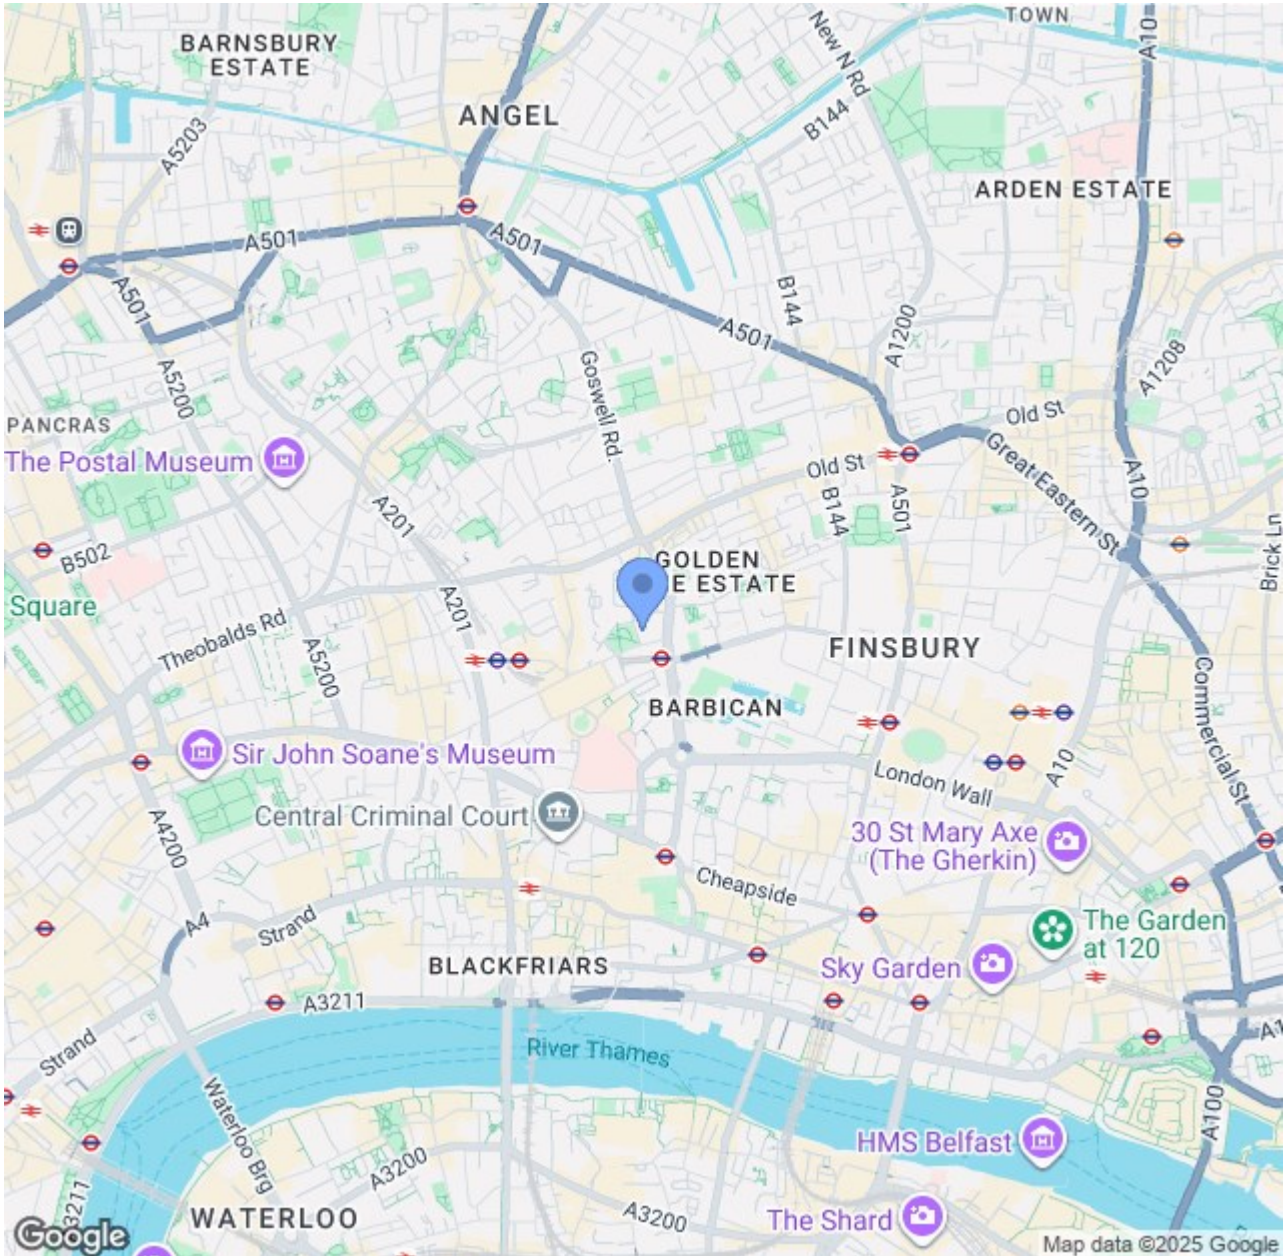 TOWN
BARNSBURY
ESTATE
New N Rd
A10
ANGEL
B144
A5203
ARDEN ESTATE
A501
A501
A501
B144
A501
A1200
A1208
A5200
Goswell Rd.
Old St
PANCRAS
The Postal Museum
Old St
Great Eastern St
A10
A201
B144
A501
B502
Brick Ln
GOLDEN
E ESTATE
Square
A201
Theobalds Rd
A5200
FINSBURY
Commercial St
BARBICAN
Sir John Soane's Museum
A10
London Wall
Central Criminal Court
A4200
30 St Mary Axe
(The Gherkin)
Cheapside
A4
Strand
The Garden
at 120
BLACKFRIARS
Sky Garden
A3211
Strand
River Thames
Waterloo Brg
A100
HMS Belfast
A3200
A3211
WATERLOO
A3200
The Shard
Google
Map data ©2025 Google